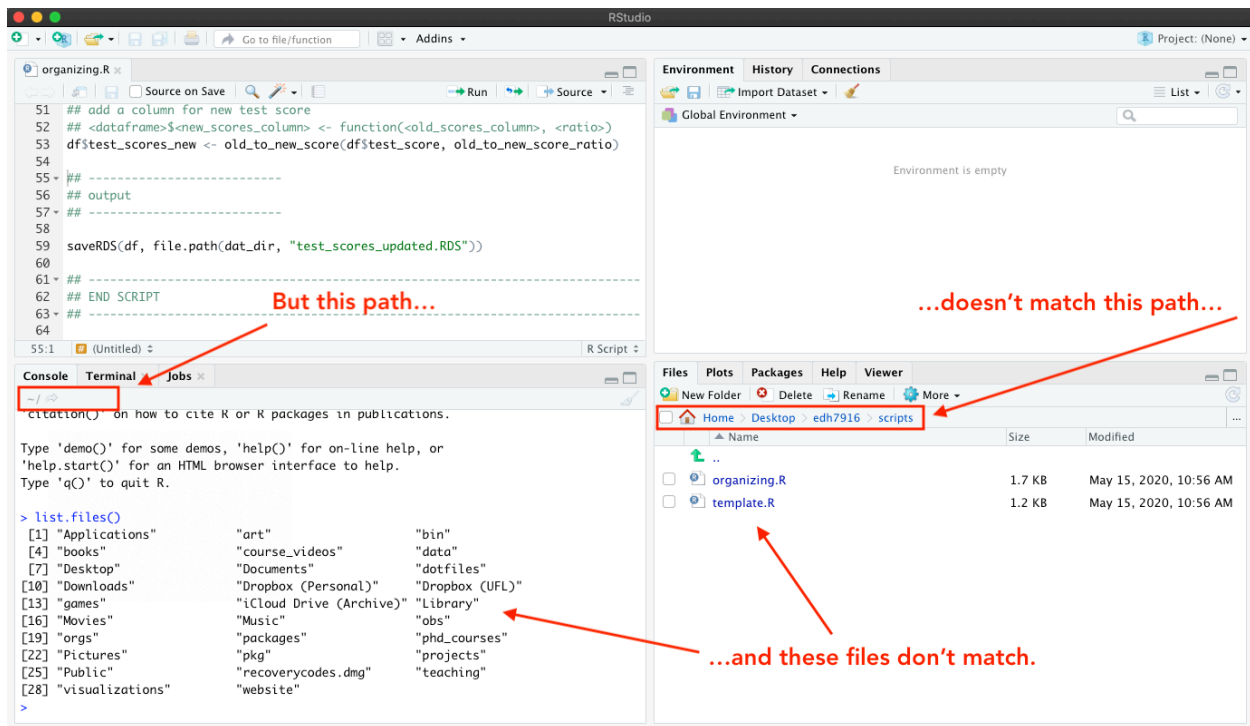 RStudio
Go to file/function
Addins
Project: (None)
organizing.R
Source on Save
Run
Source
51 ## add a column for new test score
52 ## <dataframe>$<new_scores_column> <- function(<old_scores_column>, <ratio>)
53 df$test_scores_new <- old_to_new_score(df$test_score, old_to_new_score_ratio)
54
55 ## ---------------------------
56 ## output
57 ## ---------------------------
58
59 saveRDS(df, file.path(dat_dir, "test_scores_updated.RDS"))
60
61 ## -----------------------------------------------------------------------------
62 ## END SCRIPT
63 ## -----------------------------------------------------------------------------
64
But this path...
55:1 (Untitled) R Script
Console Terminal Jobs
~/
'citation()' on how to cite R or R packages in publications.
Type 'demo()' for some demos, 'help()' for on-line help, or
'help.start()' for an HTML browser interface to help.
Type 'q()' to quit R.
> list.files()
[1] "Applications" "art" "bin"
[4] "books" "course_videos" "data"
[7] "Desktop" "Documents" "dotfiles"
[10] "Downloads" "Dropbox (Personal)" "Dropbox (UFL)"
[13] "games" "iCloud Drive (Archive)" "Library"
[16] "Movies" "Music" "obs"
[19] "orgs" "packages" "phd_courses"
[22] "Pictures" "pkg" "projects"
[25] "Public" "recoverycodes.dmg" "teaching"
[28] "visualizations" "website"
>
Environment History Connections
Import Dataset
List
Global Environment
Environment is empty
...doesn't match this path...
Files Plots Packages Help Viewer
New Folder Delete Rename More
Home > Desktop > edh7916 > scripts
...
Name Size Modified
..
organizing.R 1.7 KB May 15, 2020, 10:56 AM
template.R 1.2 KB May 15, 2020, 10:56 AM
...and these files don't match.